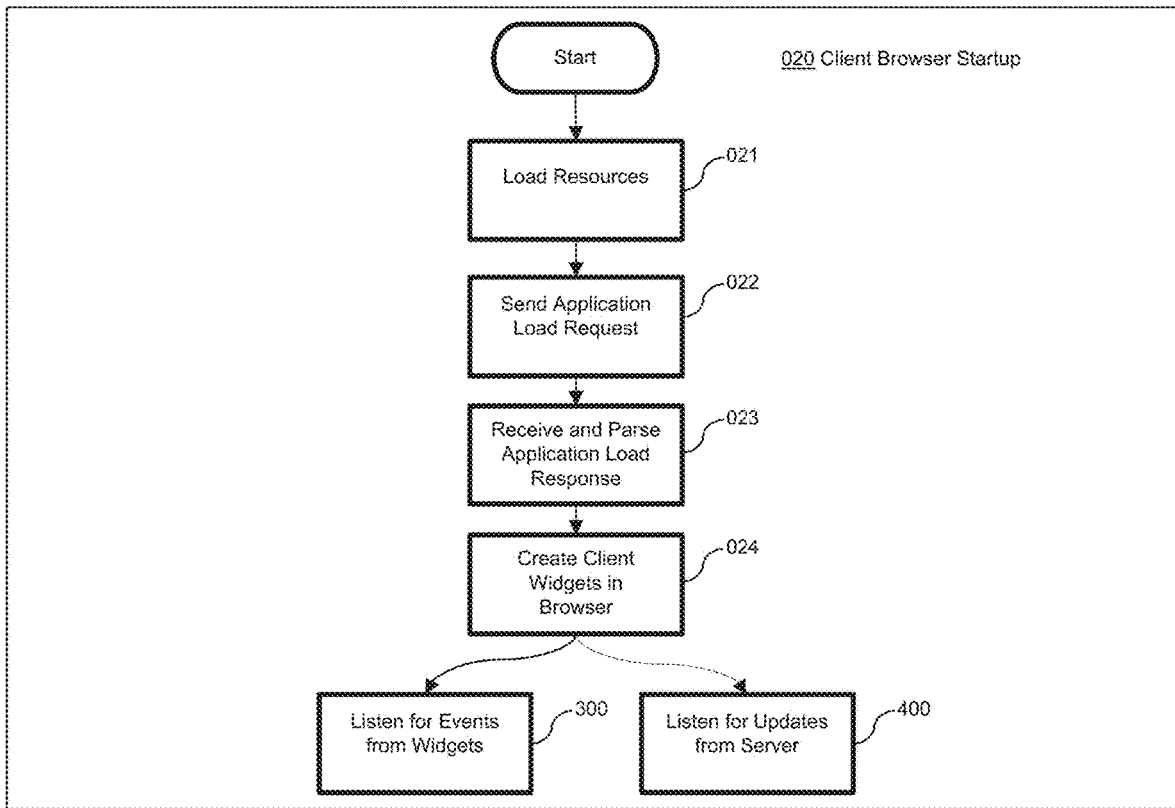 Start
020 Client Browser Startup
Load Resources
021
Send Application
Load Request
022
Receive and Parse
Application Load
Response
023
Create Client
Widgets in
Browser
024
Listen for Events
from Widgets
300
Listen for Updates
from Server
400